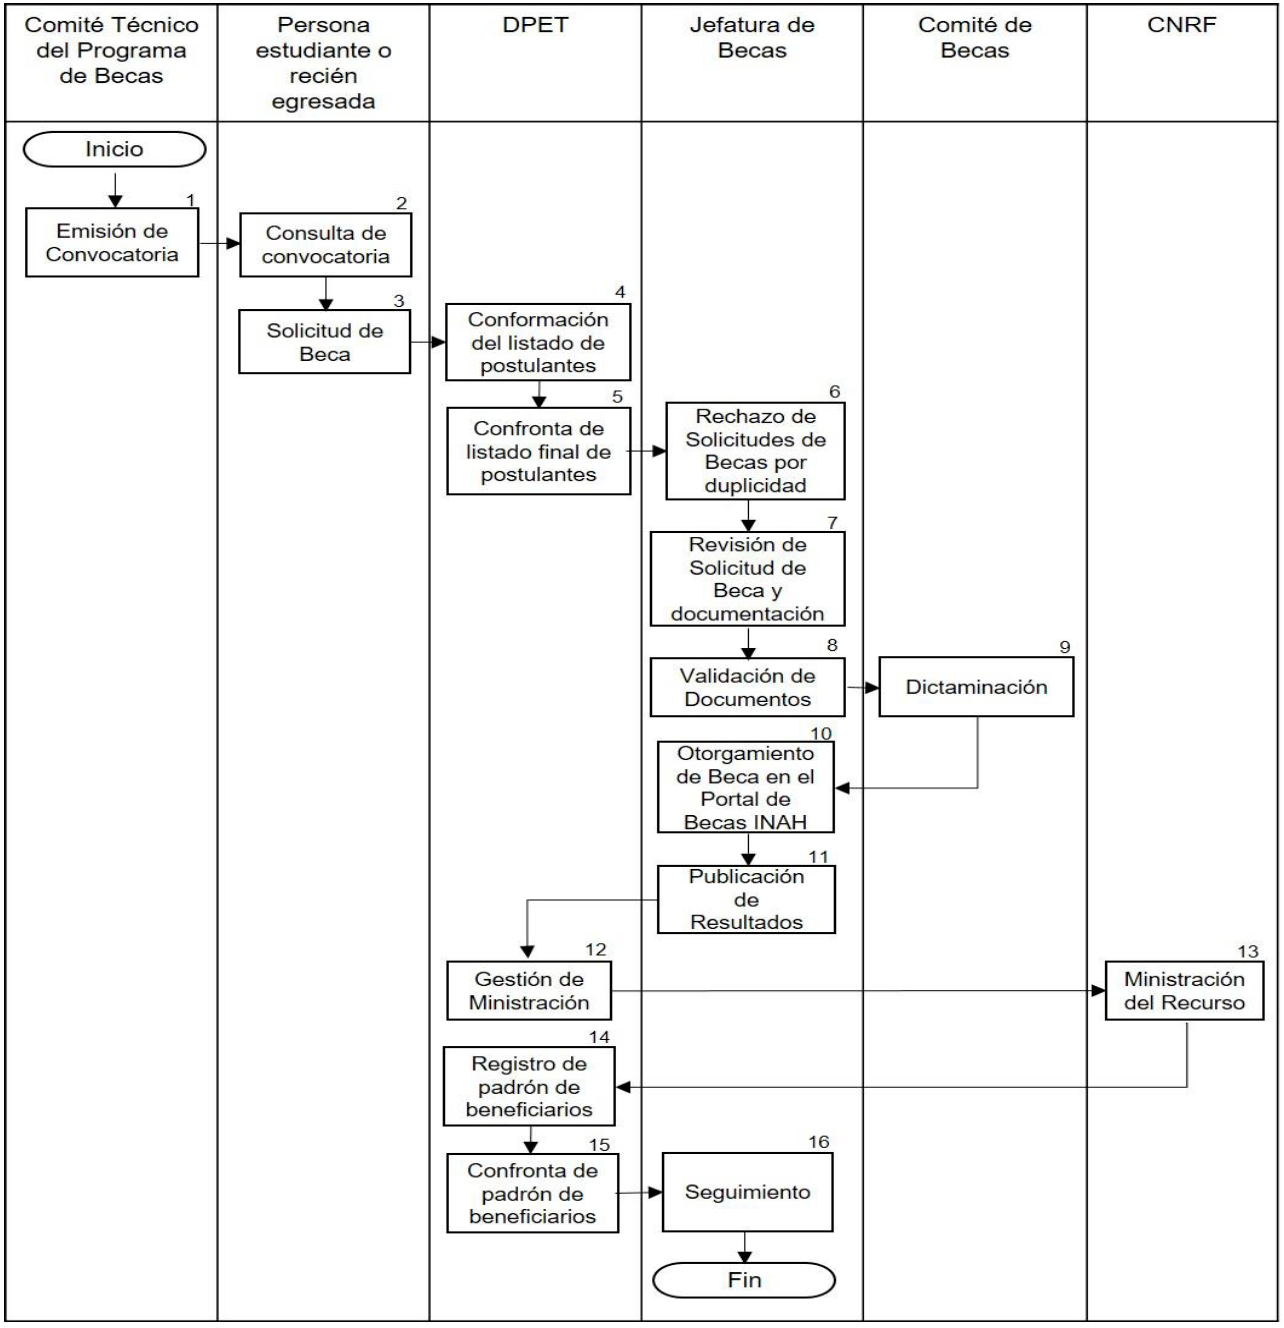 Comité Técnico
del Programa
de Becas
Persona
estudiante o
recién
egresada
DPET
Jefatura de
Becas
Comité de
Becas
CNRF
Inicio
1
Emisión de
Convocatoria
2
Consulta de
convocatoria
3
Solicitud de
Beca
4
Conformación
del listado de
postulantes
5
Confronta de
listado final de
postulantes
6
Rechazo de
Solicitudes de
Becas por
duplicidad
7
Revisión de
Solicitud de
Beca y
documentación
8
Validación de
Documentos
9
Dictaminación
10
Otorgamiento
de Beca en el
Portal de
Becas INAH
11
Publicación
de
Resultados
12
Gestión de
Ministración
13
Ministración
del Recurso
14
Registro de
padrón de
beneficiarios
15
Confronta de
padrón de
beneficiarios
16
Seguimiento
Fin